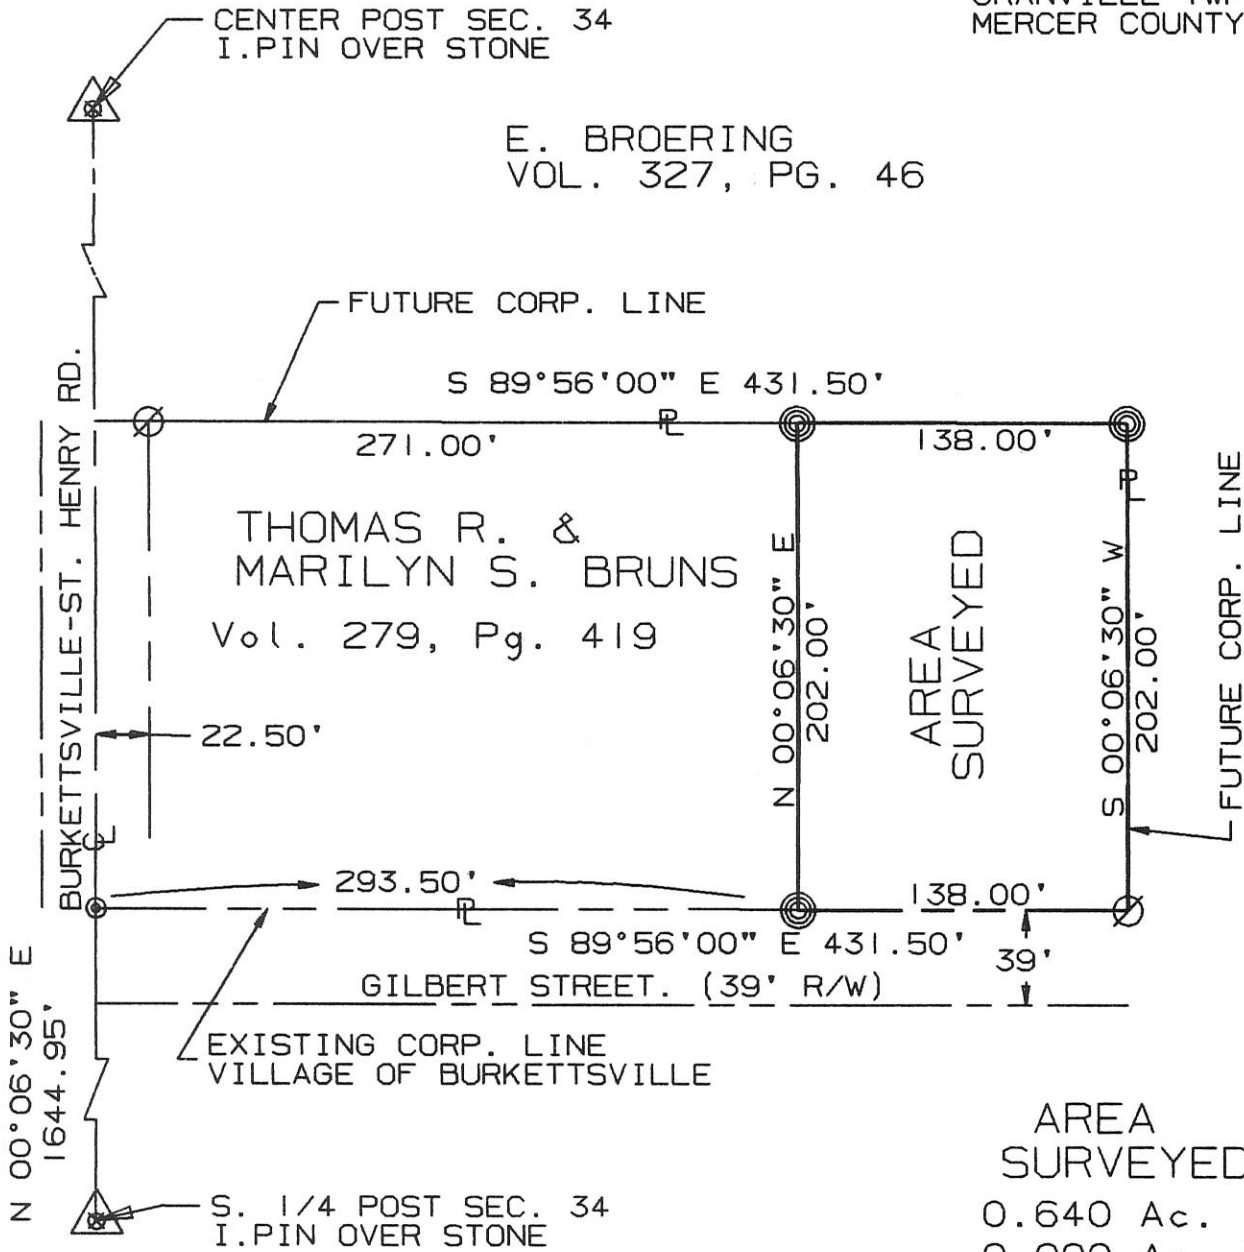 CENTER POST SEC. 34
I.PIN OVER STONE
MERCER COUNTY
E. BROERING
VOL. 327, PG. 46
FUTURE CORP. LINE
S 89°56'00" E 431.50'
271.00'
138.00'
BURKETTSVILLE-ST. HENRY RD.
THOMAS R. &
MARILYN S. BRUNS
Vol. 279, Pg. 419
N 00°06'30" E
202.00'
AREA
SURVEYED
S 00°06'30" W
202.00'
FUTURE CORP. LINE
PL
PL
22.50'
CL
293.50'
138.00'
PL
S 89°56'00" E 431.50'
39'
GILBERT STREET. (39' R/W)
EXISTING CORP. LINE
VILLAGE OF BURKETTSVILLE
N 00°06'30" E
1644.95'
S. 1/4 POST SEC. 34
I.PIN OVER STONE
AREA
SURVEYED
0.640 Ac.